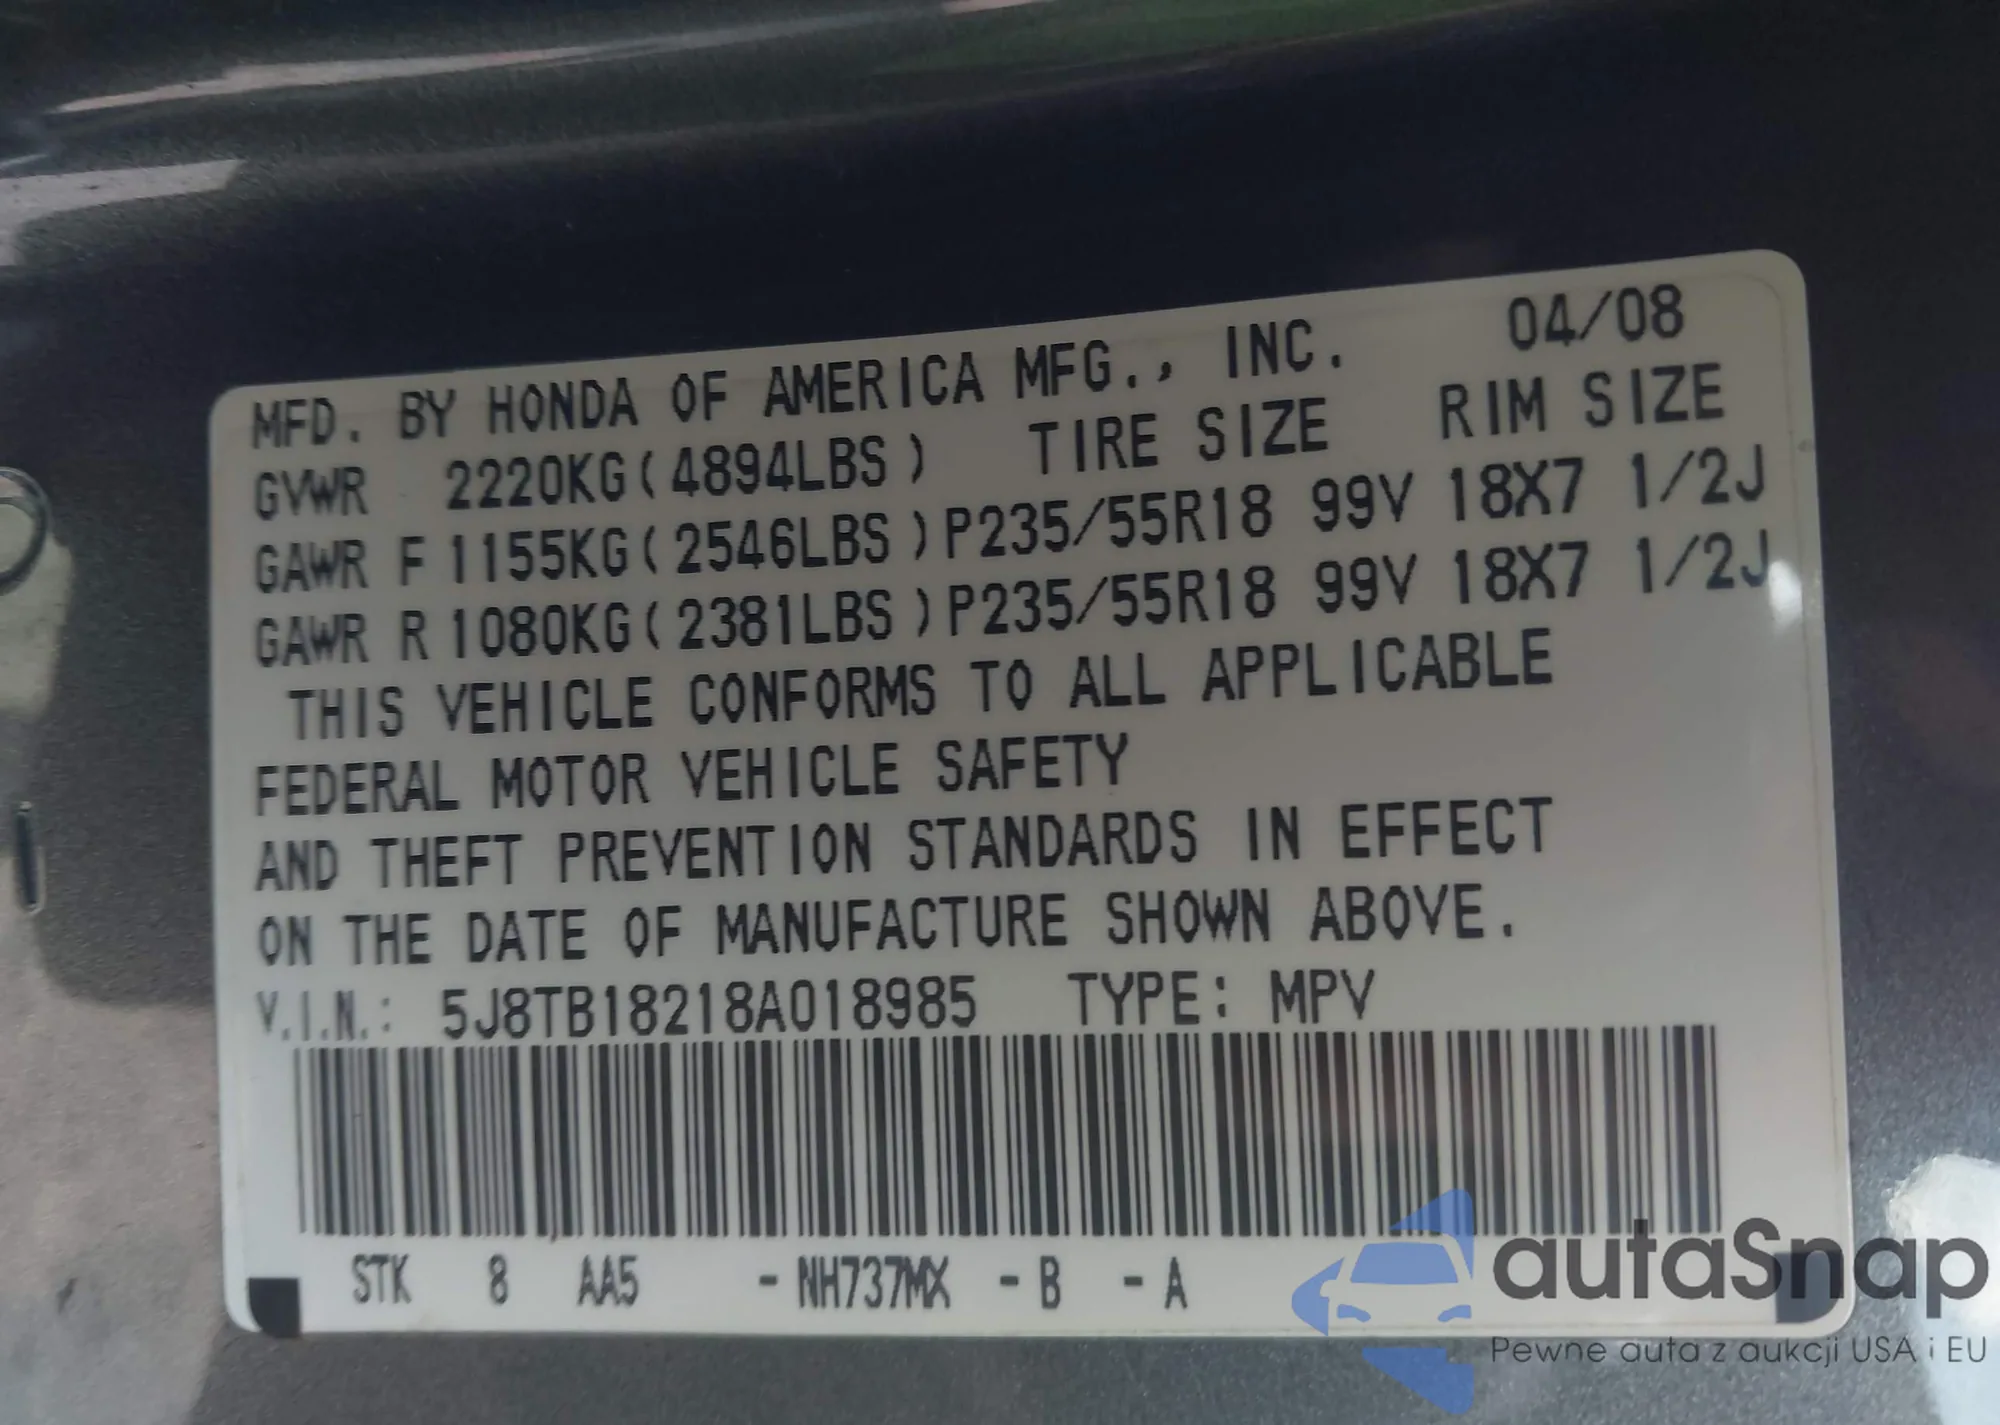 MFD. BY HONDA OF AMERICA MFG., INC. 04/08
GVWR 2220KG(4894LBS) TIRE SIZE RIM SIZE
GAWR F 1155KG(2546LBS)P235/55R18 99V 18X7 1/2J
GAWR R 1080KG(2381LBS)P235/55R18 99V 18X7 1/2J
THIS VEHICLE CONFORMS TO ALL APPLICABLE
FEDERAL MOTOR VEHICLE SAFETY
AND THEFT PREVENTION STANDARDS IN EFFECT
ON THE DATE OF MANUFACTURE SHOWN ABOVE.
V.I.N.: 5J8TB18218A018985 TYPE: MPV
STK 8 AA5 - NH737MX - B - A
autaSnap
Pewne auta z aukcji USA i EU